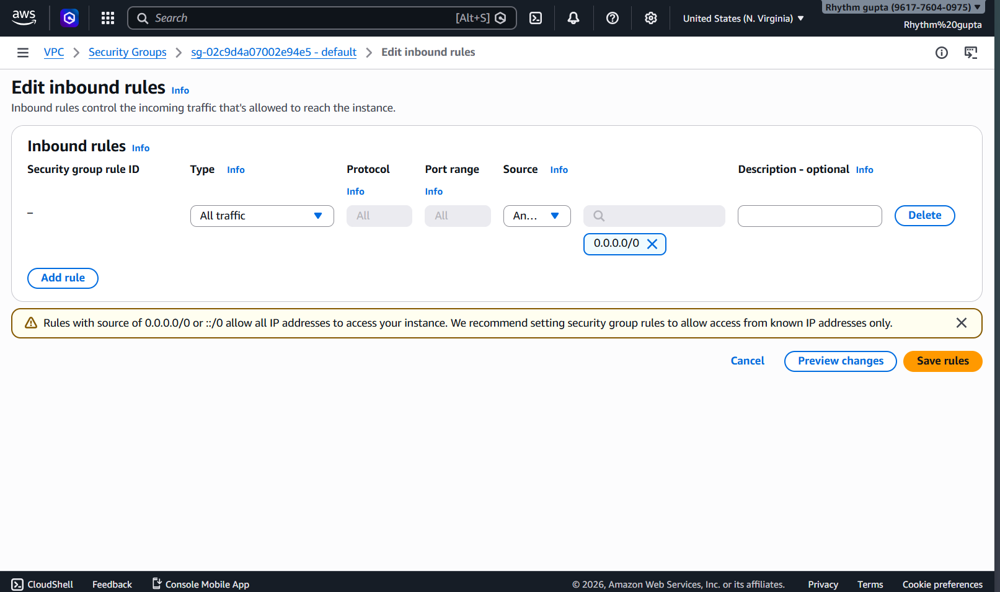 aws
Search
[Alt+S]
United States (N. Virginia) ▼
Rhythm gupta (9617-7604-0975) ▼
Rhythm%20gupta
VPC
Security Groups
sg-02c9d4a07002e94e5 - default
Edit inbound rules
Edit inbound rules Info
Inbound rules control the incoming traffic that's allowed to reach the instance.
Inbound rules Info
Security group rule ID
Type Info
Protocol Info
Port range Info
Source Info
Description - optional Info
–
All traffic
All
All
An...
0.0.0.0/0
Delete
Add rule
Rules with source of 0.0.0.0/0 or ::/0 allow all IP addresses to access your instance. We recommend setting security group rules to allow access from known IP addresses only.
Cancel
Preview changes
Save rules
CloudShell
Feedback
Console Mobile App
© 2026, Amazon Web Services, Inc. or its affiliates.
Privacy
Terms
Cookie preferences